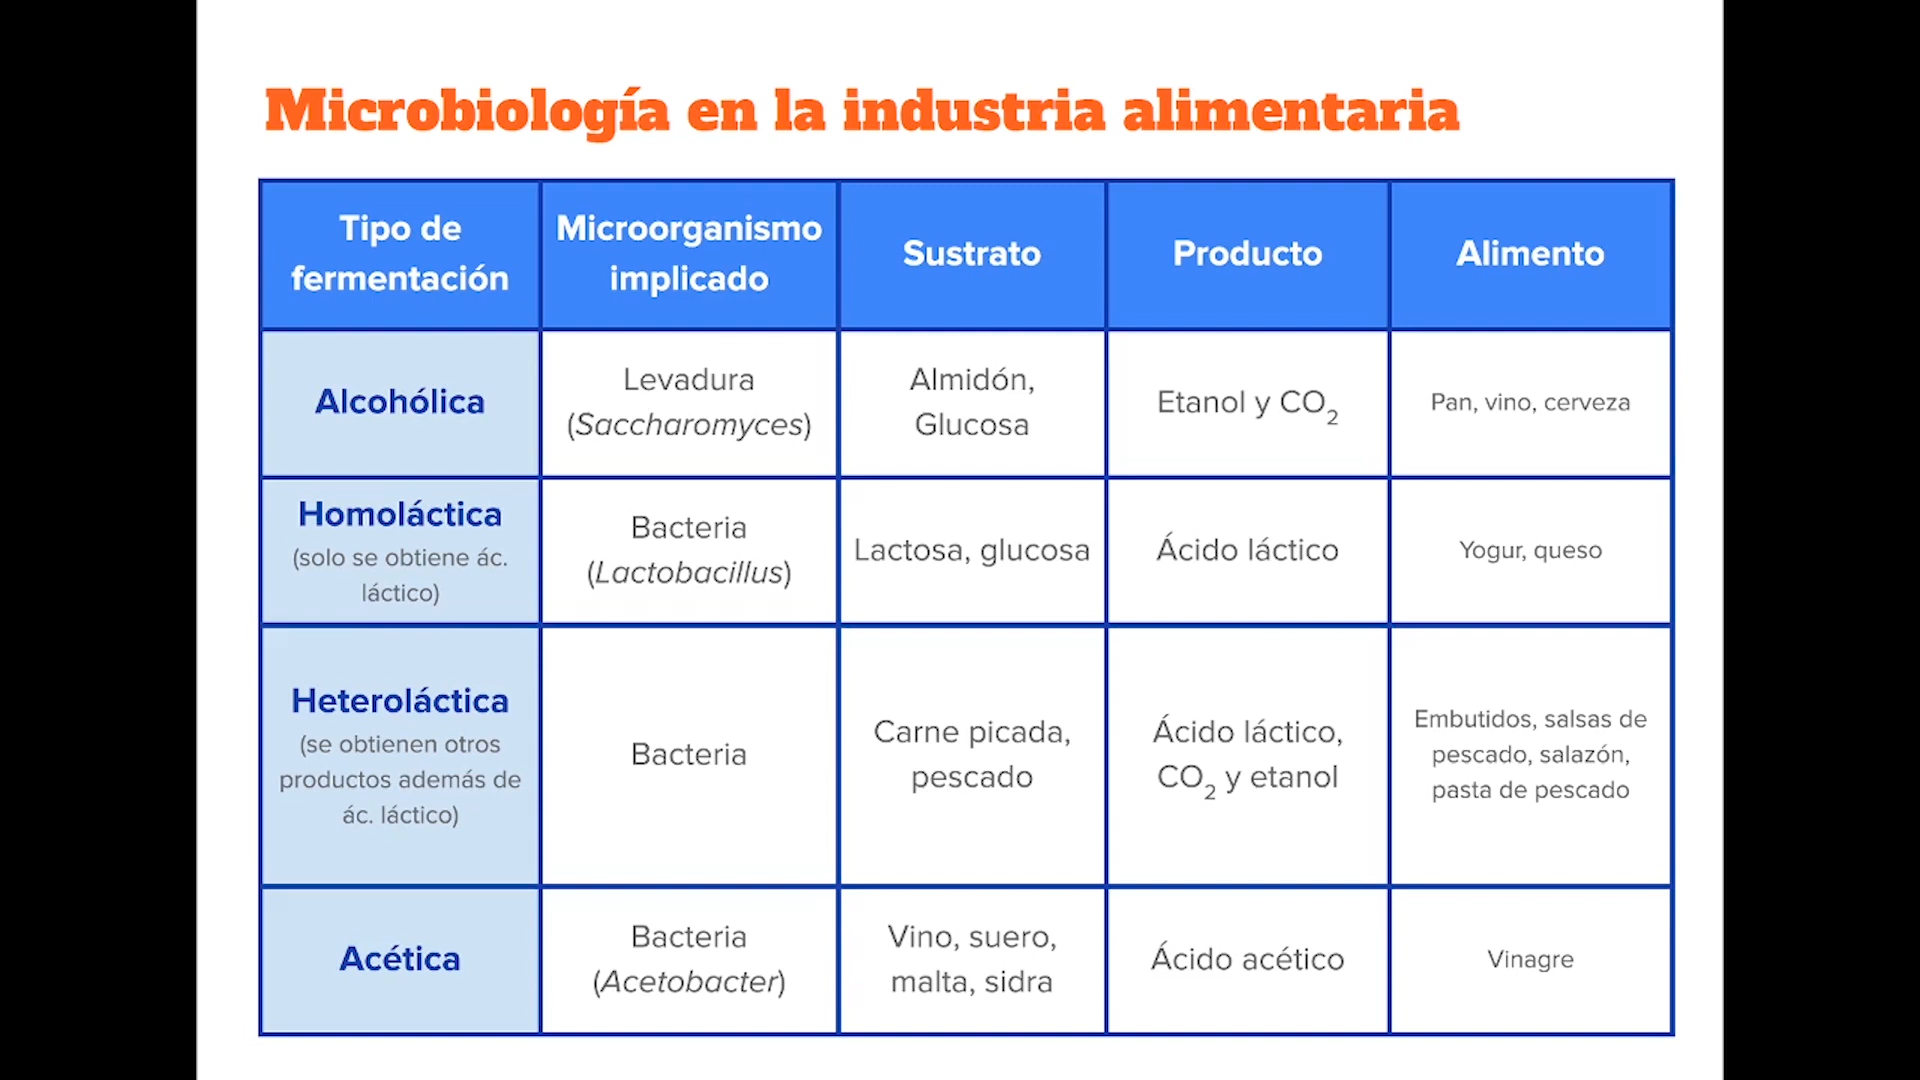 Microbiología en la industria alimentaria
Tipo de
fermentación
Microorganismo
implicado
Sustrato
Producto
Alimento
Alcohólica
Levadura
(Saccharomyces)
Almidón,
Glucosa
Etanol y CO2
Pan, vino, cerveza
Homoláctica
(solo se obtiene ác.
láctico)
Bacteria
(Lactobacillus)
Lactosa, glucosa
Ácido láctico
Yogur, queso
Heteroláctica
(se obtienen otros
productos además de
ác. láctico)
Bacteria
Carne picada,
pescado
Ácido láctico,
CO2 y etanol
Embutidos, salsas de
pescado, salazón,
pasta de pescado
Acética
Bacteria
(Acetobacter)
Vino, suero,
malta, sidra
Ácido acético
Vinagre